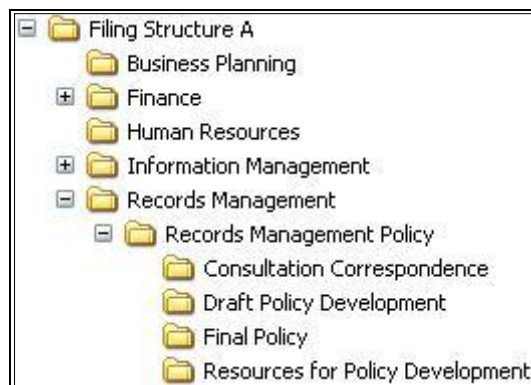 Filing Structure A
Business Planning
Finance
Human Resources
Information Management
Records Management
Records Management Policy
Consultation Correspondence
Draft Policy Development
Final Policy
Resources for Policy Development